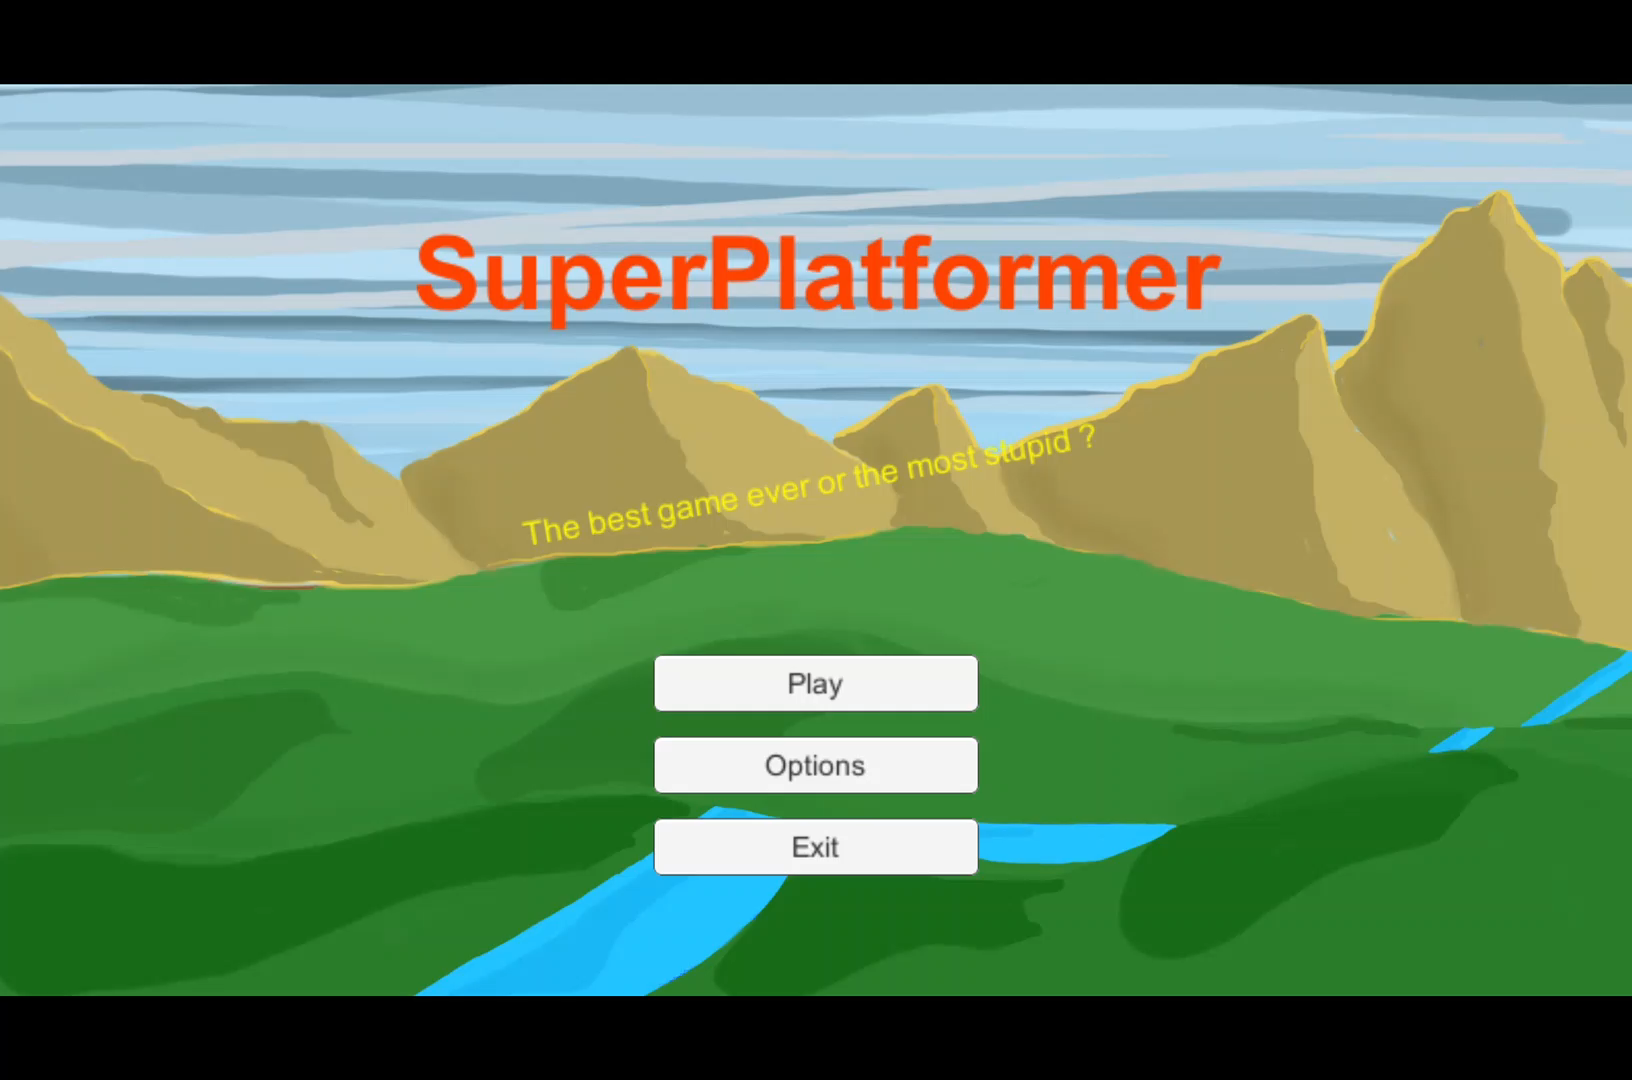 SuperPlatformer
The best game ever or the most stupid ?
Play
Options
Exit